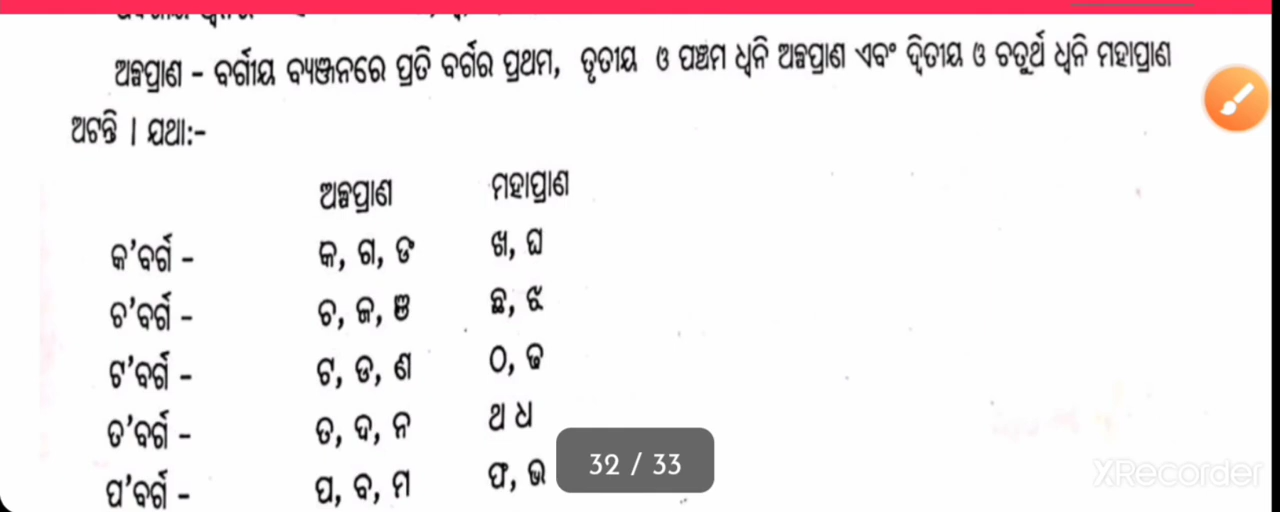 ଅଳ୍ପପ୍ରାଣ – ବର୍ଗୀୟ ବ୍ୟଞ୍ଜନରେ ପ୍ରତି ବର୍ଗର ପ୍ରଥମ, ତୃତୀୟ ଓ ପଞ୍ଚମ ଧ୍ୱନି ଅଳ୍ପପ୍ରାଣ ଏବଂ ଦ୍ୱିତୀୟ ଓ ଚତୁର୍ଥ ଧ୍ୱନି ମହାପ୍ରାଣ
ଅଟନ୍ତି । ଯଥା:-
ଅଳ୍ପପ୍ରାଣ ମହାପ୍ରାଣ
କ'ବର୍ଗ – କ, ଗ, ଙ ଖ, ଘ
ଚ'ବର୍ଗ – ଚ, ଜ, ଞ ଛ, ଝ
ଟ'ବର୍ଗ – ଟ, ଡ, ଣ ଠ, ଢ
ତ'ବର୍ଗ – ତ, ଦ, ନ ଥ ଧ
ପ'ବର୍ଗ – ପ, ବ, ମ ଫ, ଭ
32 / 33
XRecorder